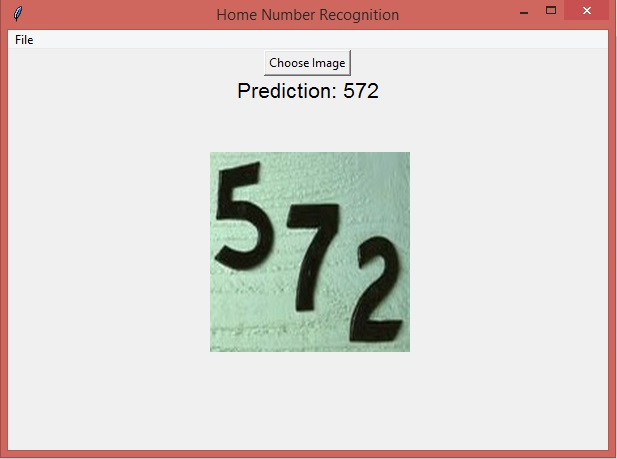 Home Number Recognition
File
Choose Image
Prediction: 572
572